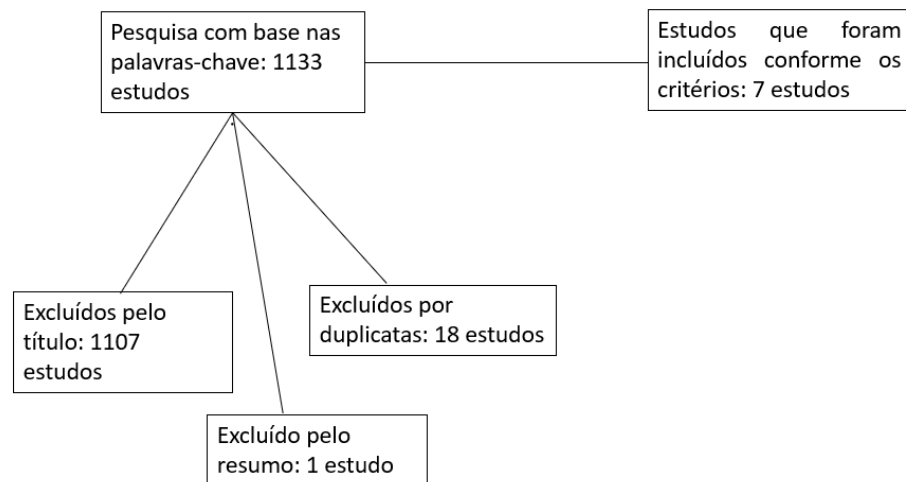 Pesquisa com base nas
palavras-chave: 1133
estudos
Estudos que foram
incluídos conforme os
critérios: 7 estudos
Excluídos pelo
título: 1107
estudos
Excluídos por
duplicatas: 18 estudos
Excluído pelo
resumo: 1 estudo